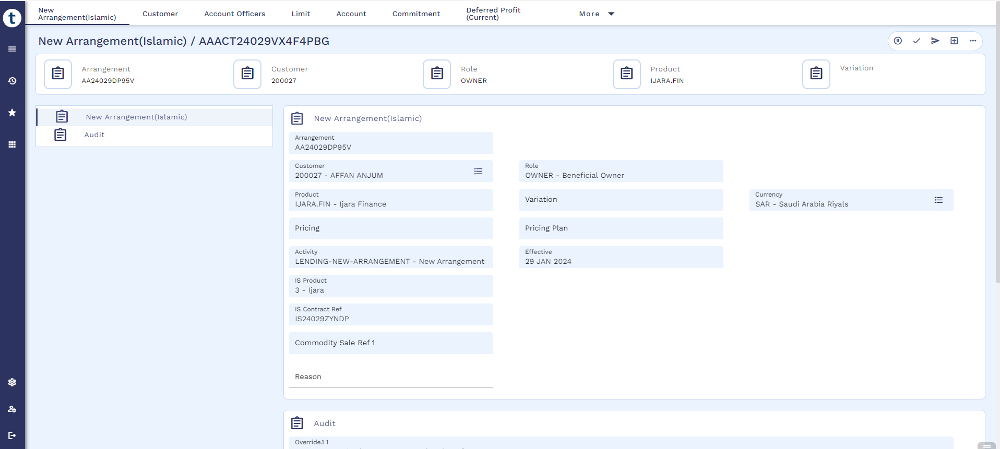 New
Arrangement(Islamic)
Customer
Account Officers
Limit
Account
Commitment
Deferred Profit
(Current)
More
t
New Arrangement(Islamic) / AAACT24029VX4F4PBG
Arrangement
AA24029DP95V
Customer
200027
Role
OWNER
Product
IJARA.FIN
Variation
New Arrangement(Islamic)
Audit
New Arrangement(Islamic)
Arrangement
AA24029DP95V
Customer
200027 - AFFAN ANJUM
Role
OWNER - Beneficial Owner
Product
IJARA.FIN - Ijara Finance
Variation
Currency
SAR - Saudi Arabia Riyals
Pricing
Pricing Plan
Activity
LENDING-NEW-ARRANGEMENT - New Arrangement
Effective
29 JAN 2024
IS Product
3 - Ijara
IS Contract Ref
IS24029ZYNDP
Commodity Sale Ref 1
Reason
Audit
Override.1 1